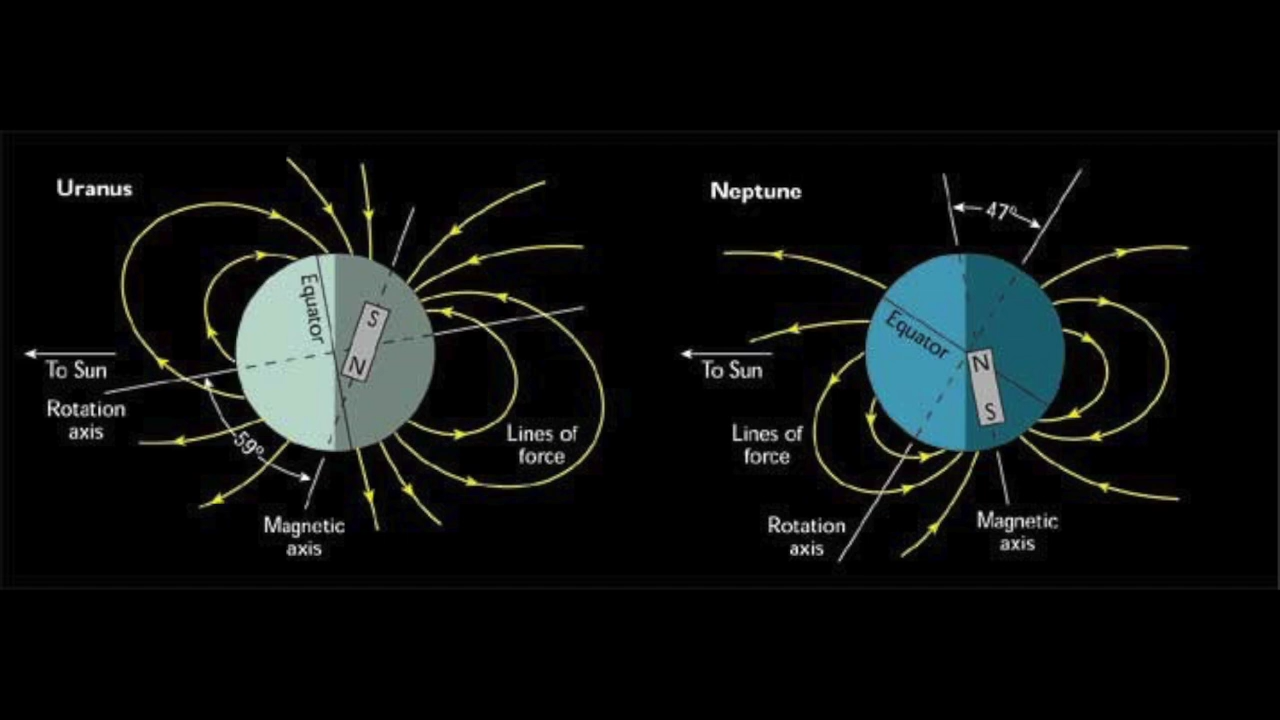 Uranus
Equator
S
N
To Sun
Rotation
axis
59°
Lines of
force
Magnetic
axis
Neptune
47°
Equator
N
S
To Sun
Lines of
force
Rotation
axis
Magnetic
axis